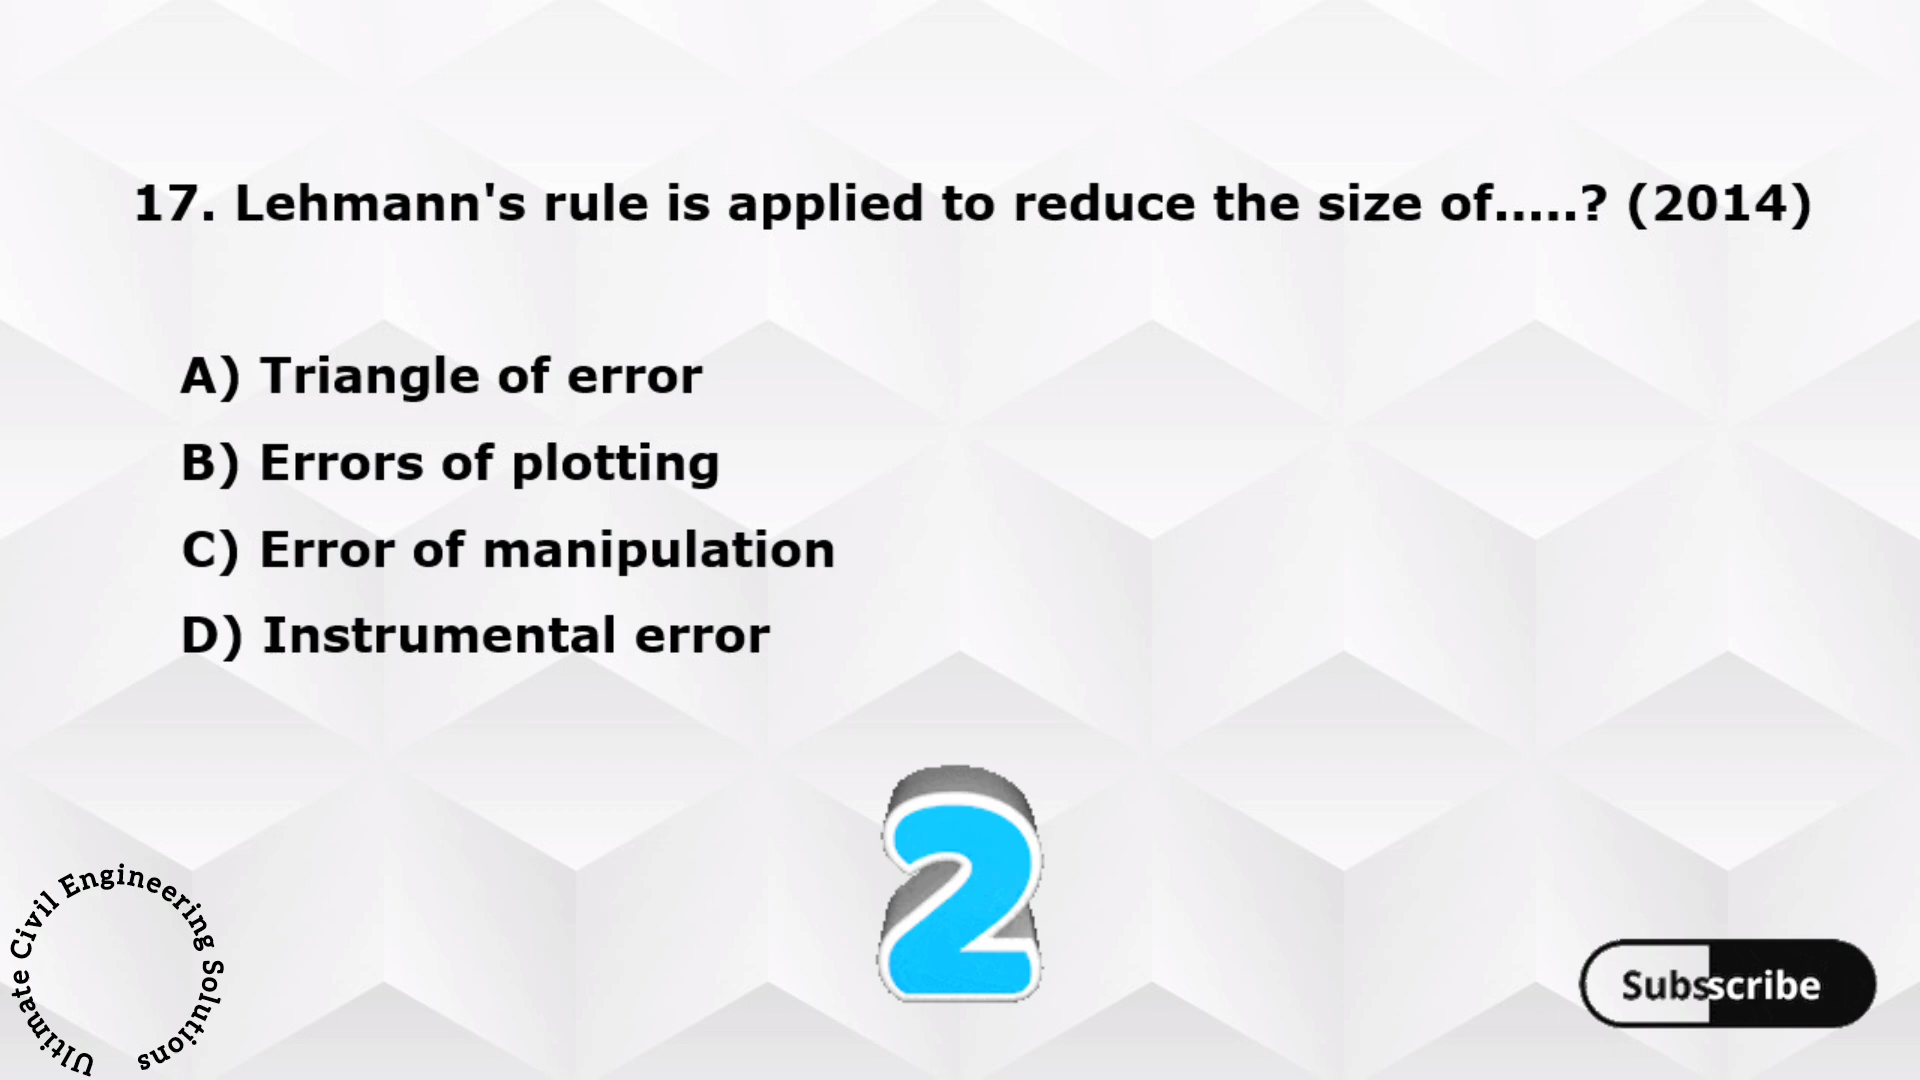 17. Lehmann's rule is applied to reduce the size of.....? (2014)
A) Triangle of error
B) Errors of plotting
C) Error of manipulation
D) Instrumental error
2
Ultimate Civil Engineering Solutions
Subsscribe